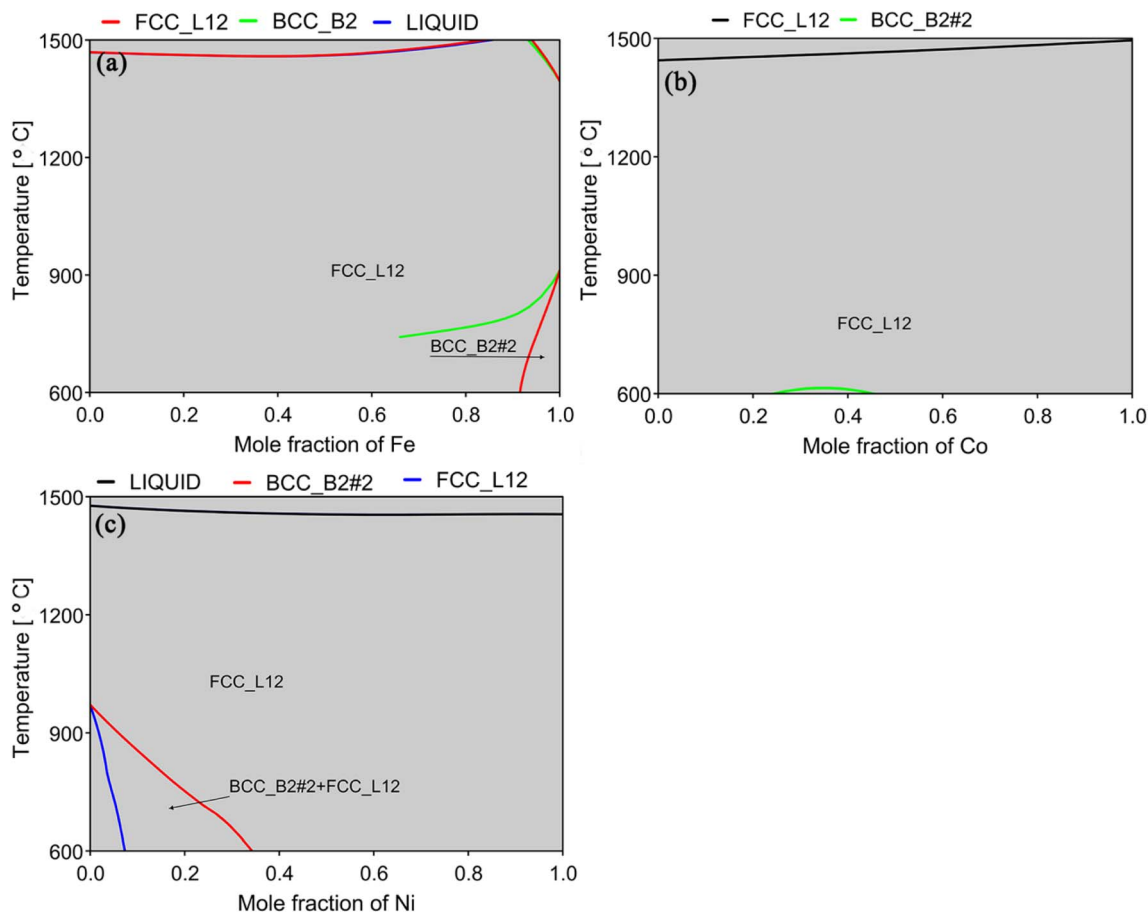 FCC_L12 BCC_B2 LIQUID
(a)
1500
1200
900
600
Temperature [°C]
FCC_L12
BCC_B2#2
0.0 0.2 0.4 0.6 0.8 1.0
Mole fraction of Fe
FCC_L12 BCC_B2#2
(b)
1500
1200
900
600
Temperature [°C]
FCC_L12
0.0 0.2 0.4 0.6 0.8 1.0
Mole fraction of Co
LIQUID BCC_B2#2 FCC_L12
(c)
1500
1200
900
600
Temperature [°C]
FCC_L12
BCC_B2#2+FCC_L12
0.0 0.2 0.4 0.6 0.8 1.0
Mole fraction of Ni